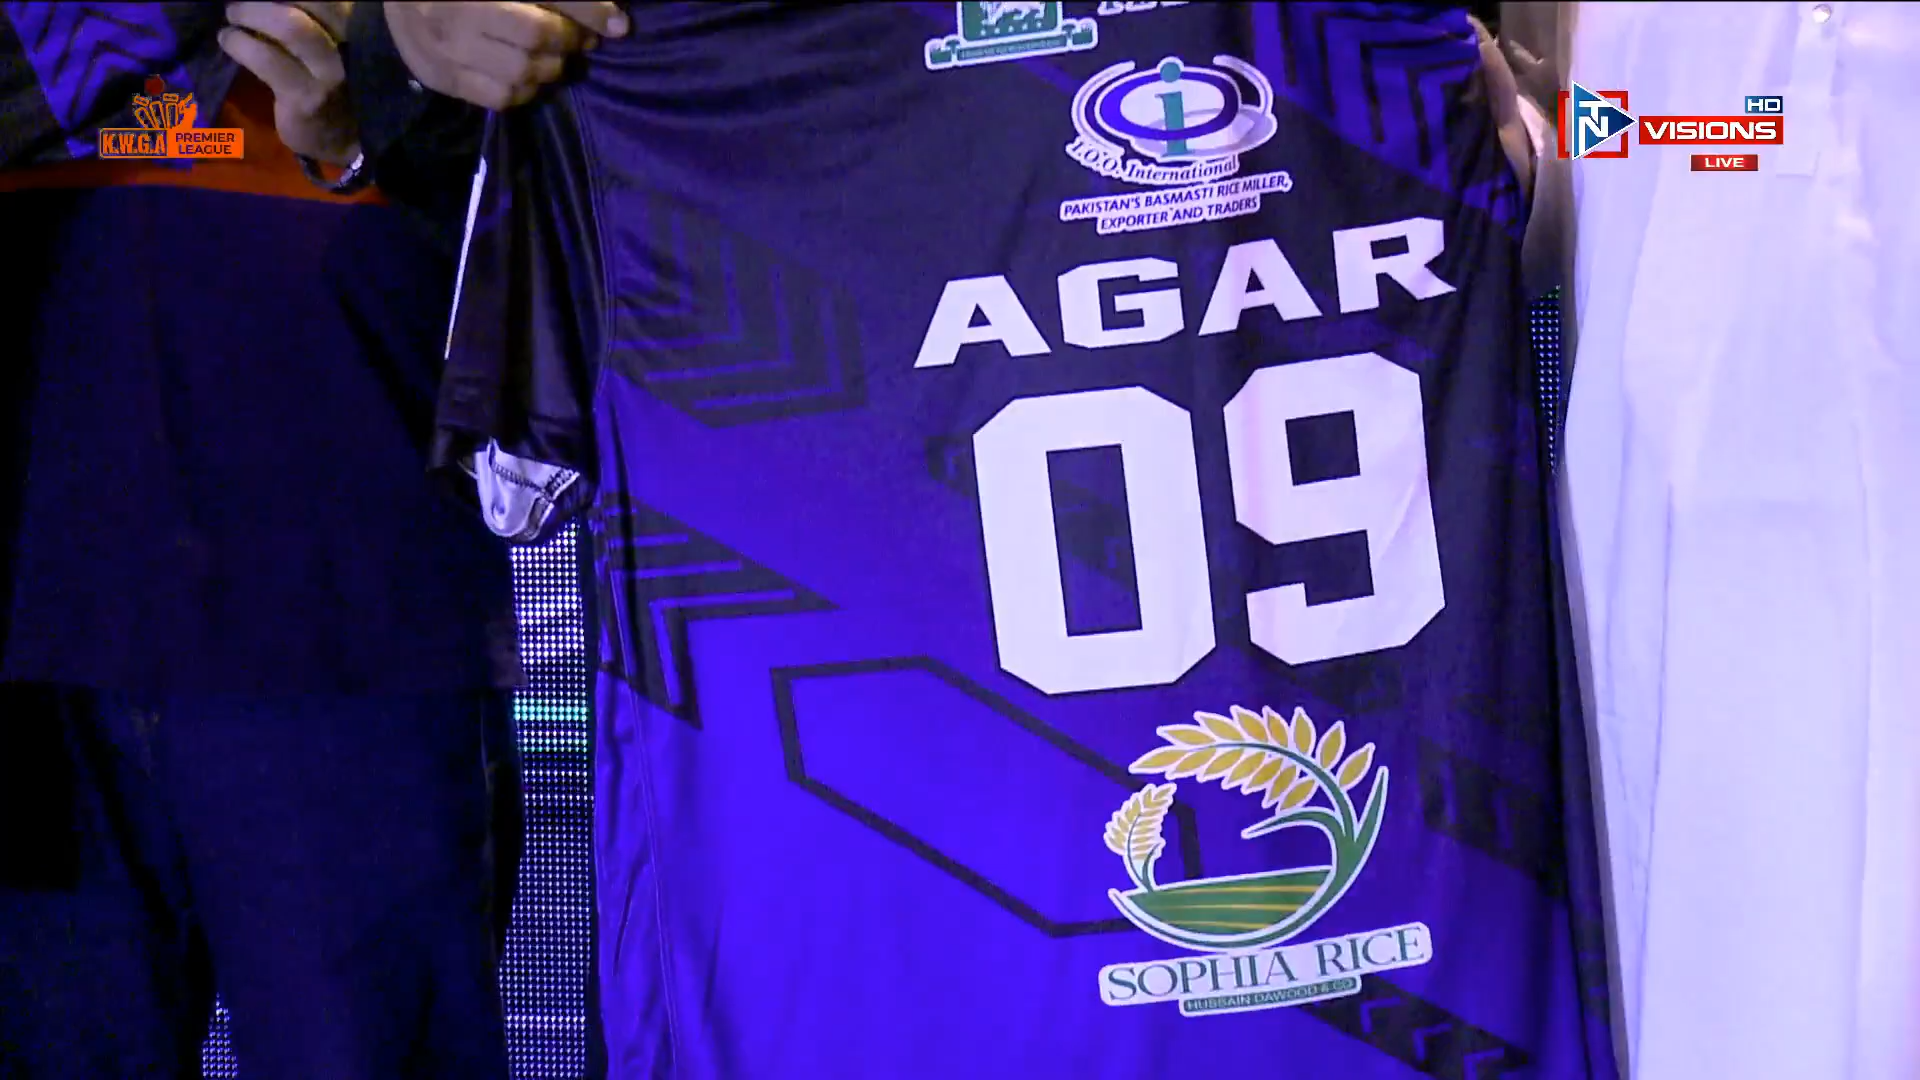 K.W.G.A
PREMIER
LEAGUE
TN
HD
VISIONS
LIVE
i
I.O.O. International
PAKISTAN'S BASMASTI RICE MILLER,
EXPORTER AND TRADERS
AGAR
09
SOPHIA RICE
HUSSAIN DAWOOD & CO